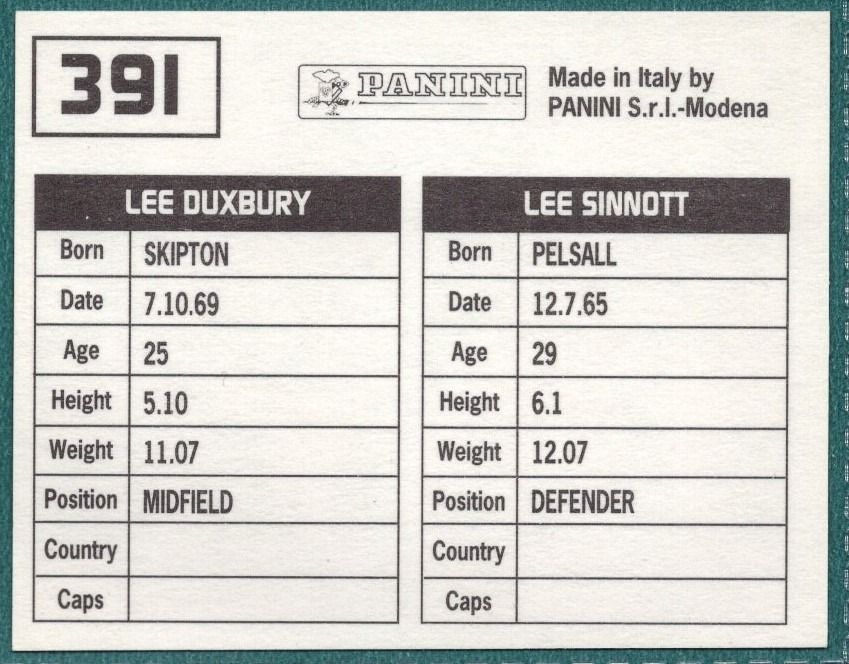 391
PANINI
Made in Italy by
PANINI S.r.l.-Modena
LEE DUXBURY
Born SKIPTON
Date 7.10.69
Age 25
Height 5.10
Weight 11.07
Position MIDFIELD
Country
Caps
LEE SINNOTT
Born PELSALL
Date 12.7.65
Age 29
Height 6.1
Weight 12.07
Position DEFENDER
Country
Caps